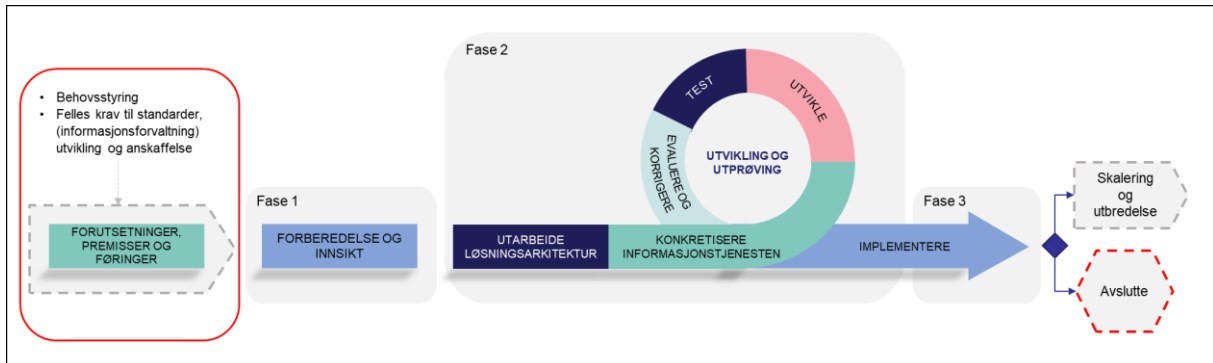 • Behovsstyring
• Felles krav til standarder,
(informasjonsforvaltning)
utvikling og anskaffelse
FORUTSETNINGER,
PREMISSER OG
FØRINGER
Fase 1
FORBEREDELSE OG
INNSIKT
Fase 2
UTARBEIDE
LØSNINGSARKITEKTUR
KONKRETISERE
INFORMASJONSTJENESTEN
UTVIKLE
TEST
EVALUERE OG
KORRIGERE
UTVIKLING OG
UTPRØVING
Fase 3
IMPLEMENTERE
Skalering
og
utbredelse
Avslutte